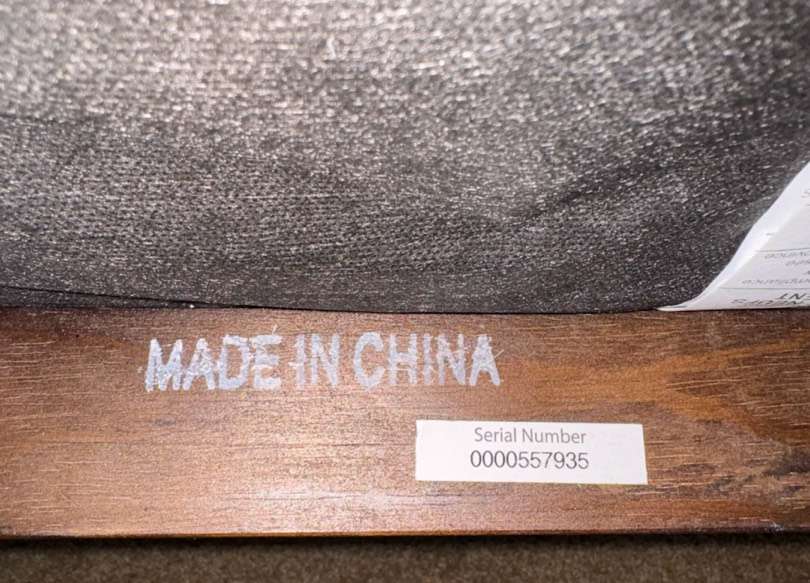 MADE IN CHINA
Serial Number
0000557935